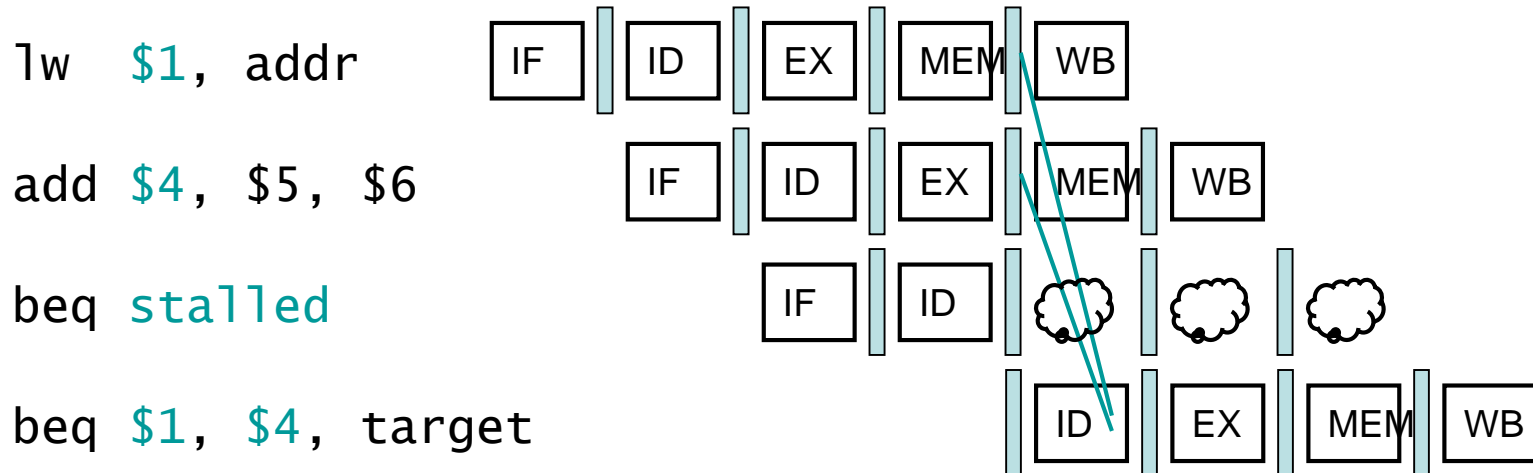 lw $1, addr IF ID EX MEM WB
add $4, $5, $6 IF ID EX MEM WB
beq stalled IF ID
beq $1, $4, target ID EX MEM WB